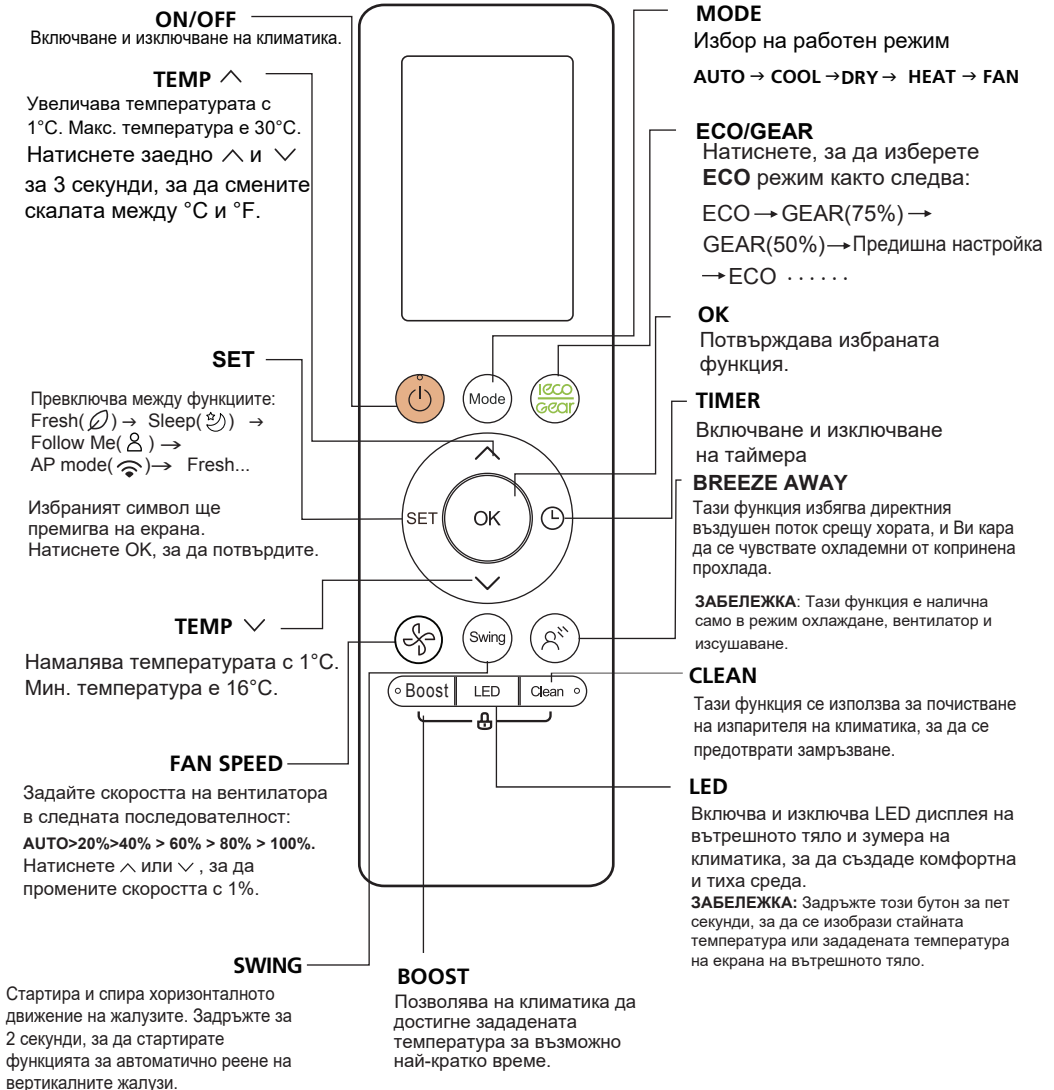 ON/OFF
Включване и изключване на климатика.
TEMP ︿
Увеличава температурата с
1°C. Макс. температура е 30°C.
Натиснете заедно ︿ и ﹀
за 3 секунди, за да смените
скалата между °C и °F.
SET
Превключва между функциите:
Fresh( ) → Sleep( ) →
Follow Me( ) →
AP mode( )→ Fresh...
Избраният символ ще
премигва на екрана.
Натиснете OK, за да потвърдите.
TEMP ﹀
Намалява температурата с 1°C.
Мин. температура е 16°C.
FAN SPEED
Задайте скоростта на вентилатора
в следната последователност:
AUTO>20%>40% > 60% > 80% > 100%.
Натиснете ︿ или ﹀ , за да
промените скоростта с 1%.
SWING
Стартира и спира хоризонталното
движение на жалузите. Задръжте за
2 секунди, за да стартирате
функцията за автоматично реене на
вертикалните жалузи.
Mode
ieco
Gear
SET
OK
Swing
Boost
LED
Clean
BOOST
Позволява на климатика да
достигне зададената
температура за възможно
най-кратко време.
MODE
Избор на работен режим
AUTO → COOL →DRY → HEAT → FAN
ECO/GEAR
Натиснете, за да изберете
ECO режим както следва:
ECO → GEAR(75%) →
GEAR(50%)→Предишна настройка
→ECO · · · · · ·
OK
Потвърждава избраната
функция.
TIMER
Включване и изключване
на таймера
BREEZE AWAY
Тази функция избягва директния
въздушен поток срещу хората, и Ви кара
да се чувствате охладемни от копринена
прохлада.
ЗАБЕЛЕЖКА: Тази функция е налична
само в режим охлаждане, вентилатор и
изсушаване.
CLEAN
Тази функция се използва за почистване
на изпарителя на климатика, за да се
предотврати замръзване.
LED
Включва и изключва LED дисплея на
вътрешното тяло и зумера на
климатика, за да създаде комфортна
и тиха среда.
ЗАБЕЛЕЖКА: Задръжте този бутон за пет
секунди, за да се изобрази стайната
температура или зададената температура
на екрана на вътрешното тяло.